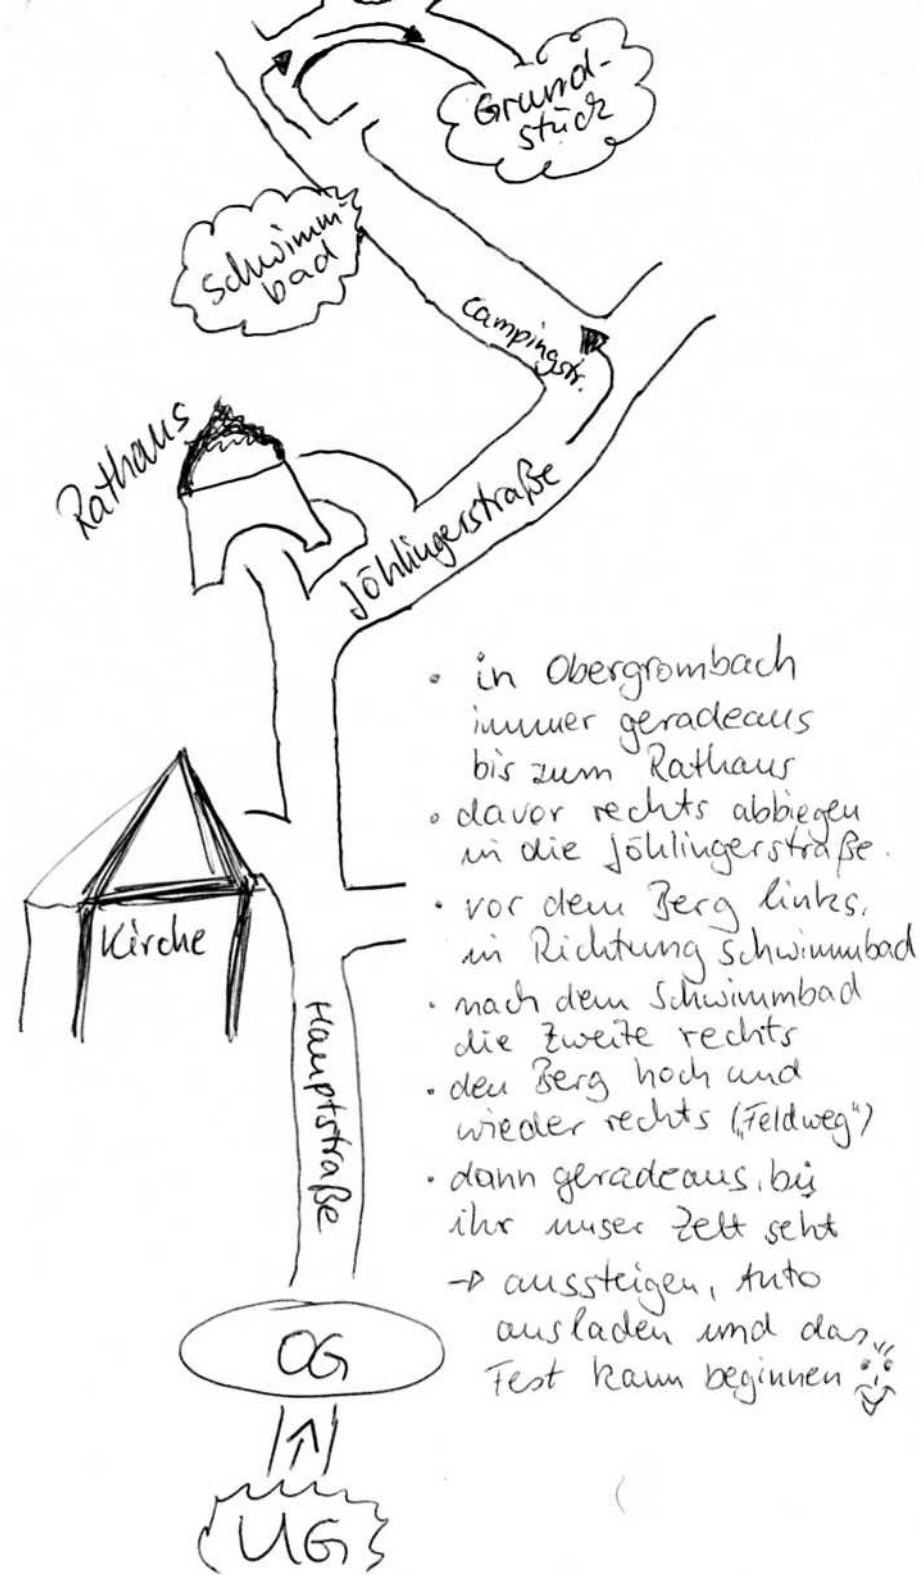 Grund-
stück
Schwimm-
bad
Campingstr.
Rathaus
Jöhlingerstraße
Kirche
Hauptstraße
OG
UG
• in Obergrombach
immer geradeaus
bis zum Rathaus
• davor rechts abbiegen
in die Jöhlingerstraße.
• vor dem Berg links,
in Richtung Schwimmbad
• nach dem Schwimmbad
die zweite rechts
• den Berg hoch und
wieder rechts („Feldweg“)
• dann geradeaus, bis
ihr unser Zelt seht
→ aussteigen, Auto
ausladen und das
Fest kann beginnen